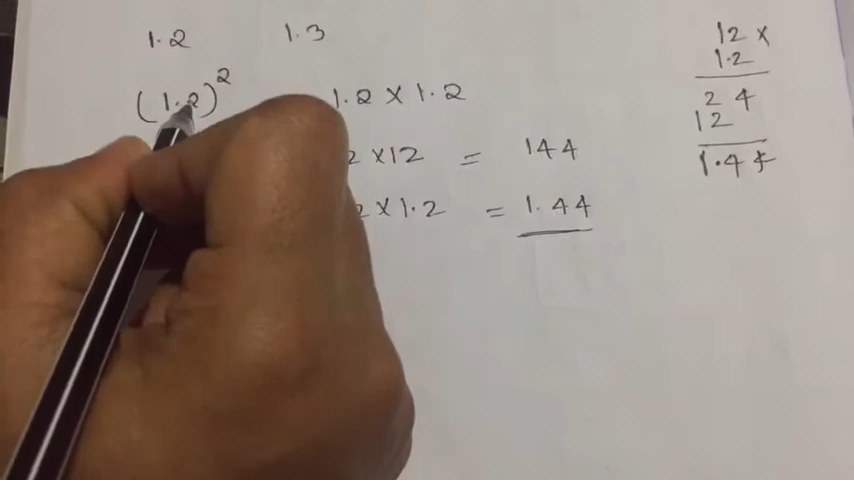 1.2 1.3
(1.2)² 1.2 × 1.2
2 × 12 = 144
2 × 1.2 = 1.44
12 ×
1.2
2 4
12
1.44